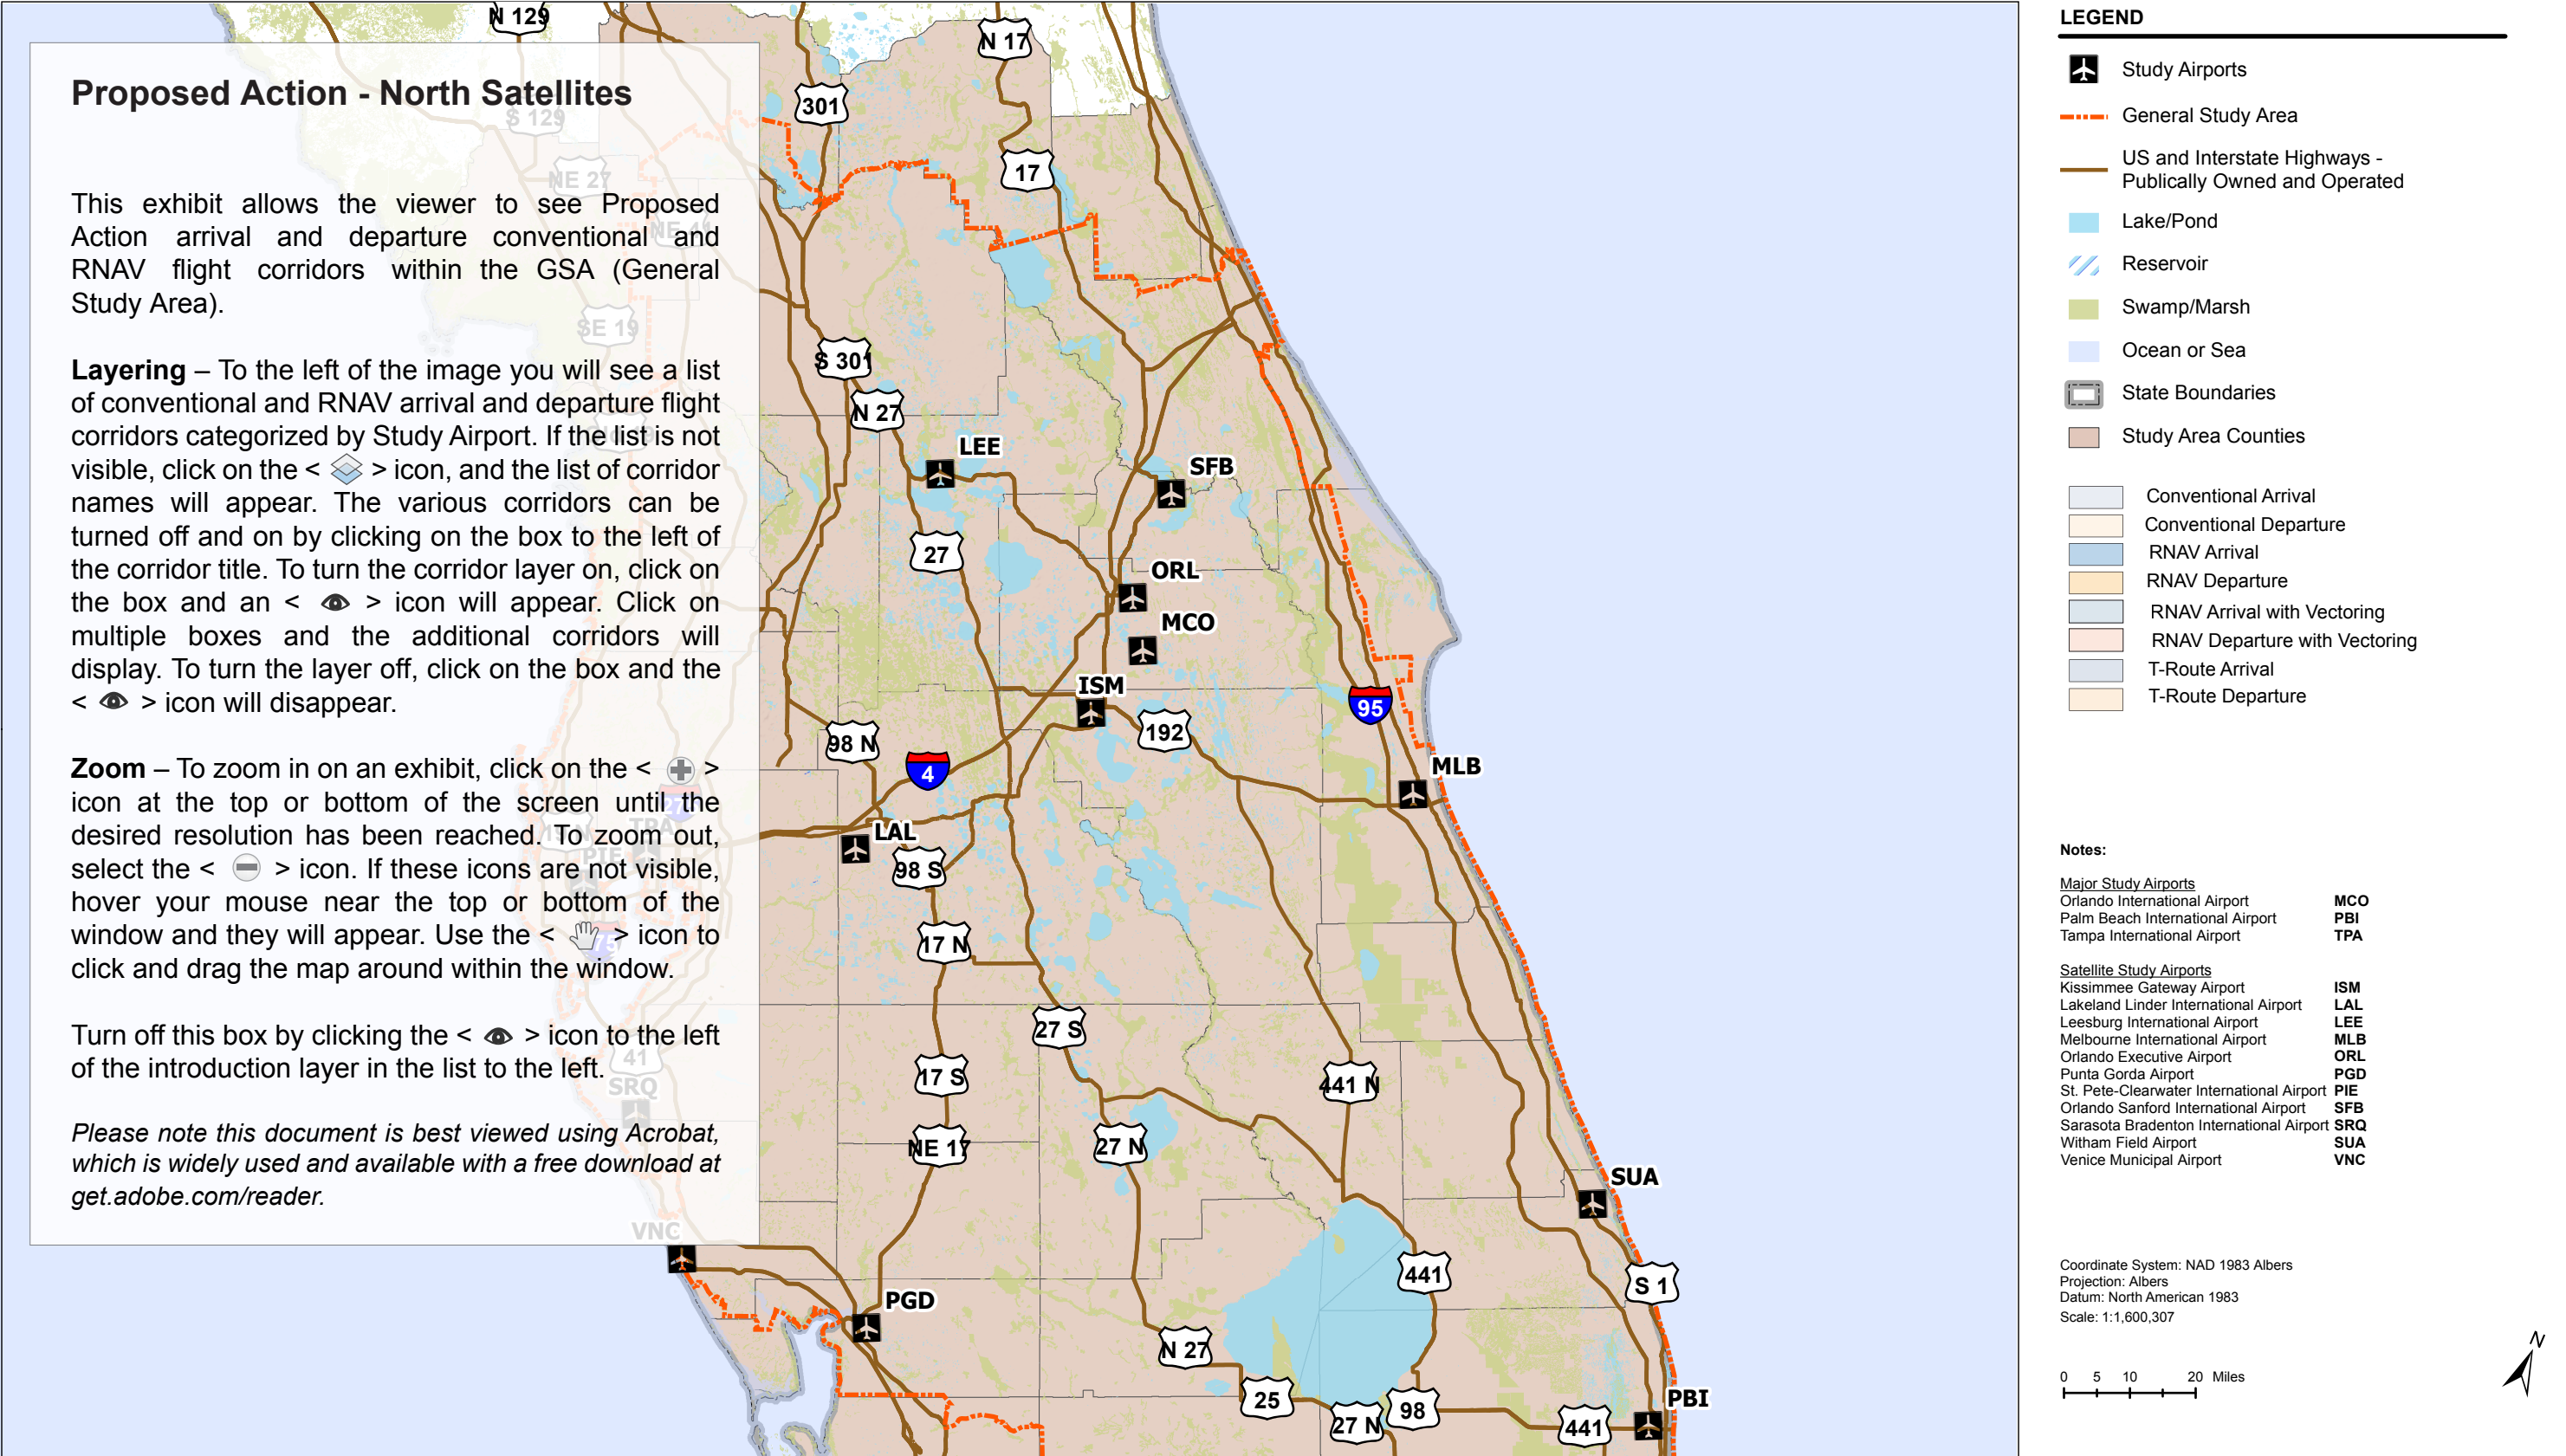 Proposed Action - North Satellites
This exhibit allows the viewer to see Proposed
Action arrival and departure conventional and
RNAV flight corridors within the GSA (General
Study Area).
Layering – To the left of the image you will see a list
of conventional and RNAV arrival and departure flight
corridors categorized by Study Airport. If the list is not
visible, click on the < > icon, and the list of corridor
names will appear. The various corridors can be
turned off and on by clicking on the box to the left of
the corridor title. To turn the corridor layer on, click on
the box and an < > icon will appear. Click on
multiple boxes and the additional corridors will
display. To turn the layer off, click on the box and the
< > icon will disappear.
Zoom – To zoom in on an exhibit, click on the < >
icon at the top or bottom of the screen until the
desired resolution has been reached. To zoom out,
select the < > icon. If these icons are not visible,
hover your mouse near the top or bottom of the
window and they will appear. Use the < > icon to
click and drag the map around within the window.
Turn off this box by clicking the < > icon to the left
of the introduction layer in the list to the left.
Please note this document is best viewed using Acrobat,
which is widely used and available with a free download at
get.adobe.com/reader.
N 129
S 129
NE 27
NE 41
SE 19
TPA
PIE
41
SRQ
VNC
N 17
301
17
S 301
N 27
LEE
SFB
27
ORL
MCO
ISM
192
95
98 N
4
MLB
LAL
98 S
17 N
27 S
17 S
441 N
NE 17
27 N
SUA
441
S 1
PGD
N 27
25
27 N
98
441
PBI
LEGEND
Study Airports
General Study Area
US and Interstate Highways -
Publically Owned and Operated
Lake/Pond
Reservoir
Swamp/Marsh
Ocean or Sea
State Boundaries
Study Area Counties
Conventional Arrival
Conventional Departure
RNAV Arrival
RNAV Departure
RNAV Arrival with Vectoring
RNAV Departure with Vectoring
T-Route Arrival
T-Route Departure
Notes:
Major Study Airports
Orlando International Airport MCO
Palm Beach International Airport PBI
Tampa International Airport TPA
Satellite Study Airports
Kissimmee Gateway Airport ISM
Lakeland Linder International Airport LAL
Leesburg International Airport LEE
Melbourne International Airport MLB
Orlando Executive Airport ORL
Punta Gorda Airport PGD
St. Pete-Clearwater International Airport PIE
Orlando Sanford International Airport SFB
Sarasota Bradenton International Airport SRQ
Witham Field Airport SUA
Venice Municipal Airport VNC
Coordinate System: NAD 1983 Albers
Projection: Albers
Datum: North American 1983
Scale: 1:1,600,307
0 5 10 20 Miles
N